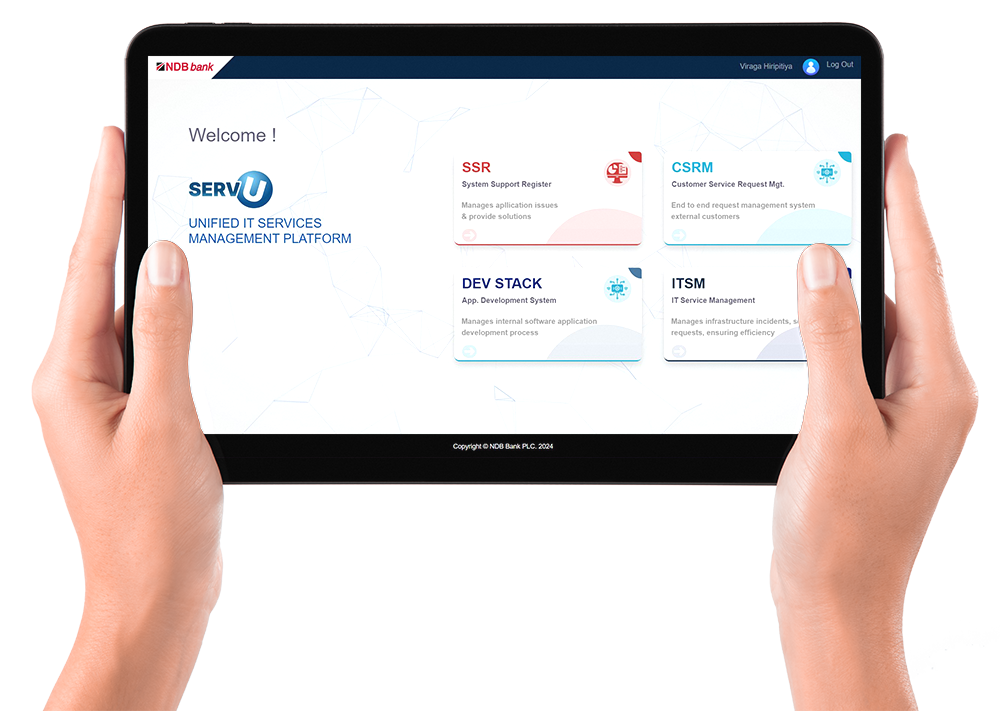 NDB bank
Viraga Hiripitiya
Log Out
Welcome !
SERVU
UNIFIED IT SERVICES
MANAGEMENT PLATFORM
SSR
System Support Register
Manages apllication issues
& provide solutions
CSRM
Customer Service Request Mgt.
End to end request management system
external customers
DEV STACK
App. Development System
Manages internal software application
development process
ITSM
IT Service Management
Manages infrastructure incidents,
requests, ensuring efficiency
Copyright © NDB Bank PLC. 2024